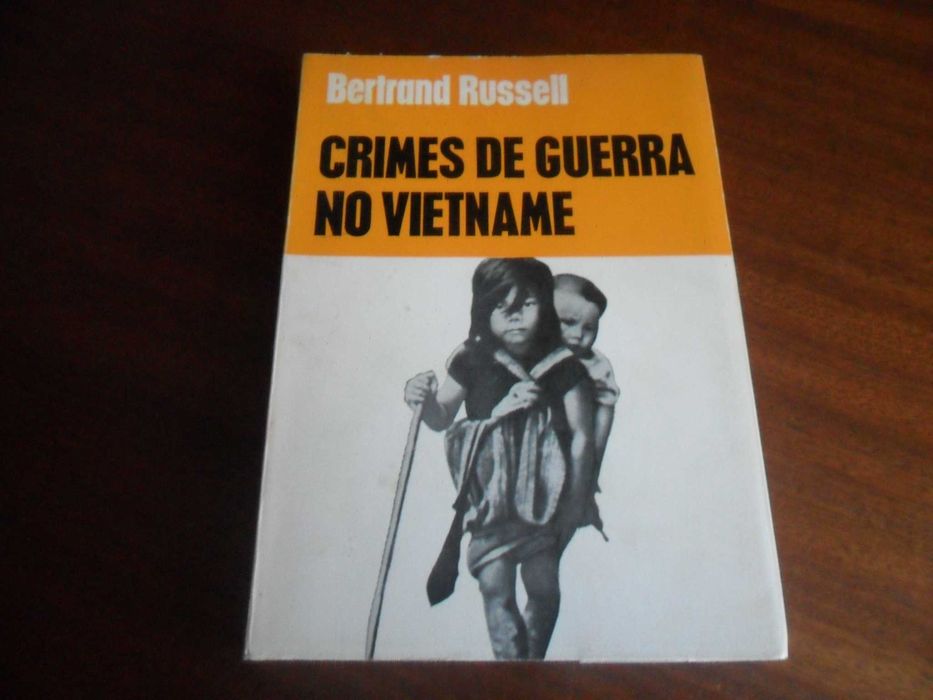 Bertrand Russell
CRIMES DE GUERRA
NO VIETNAME